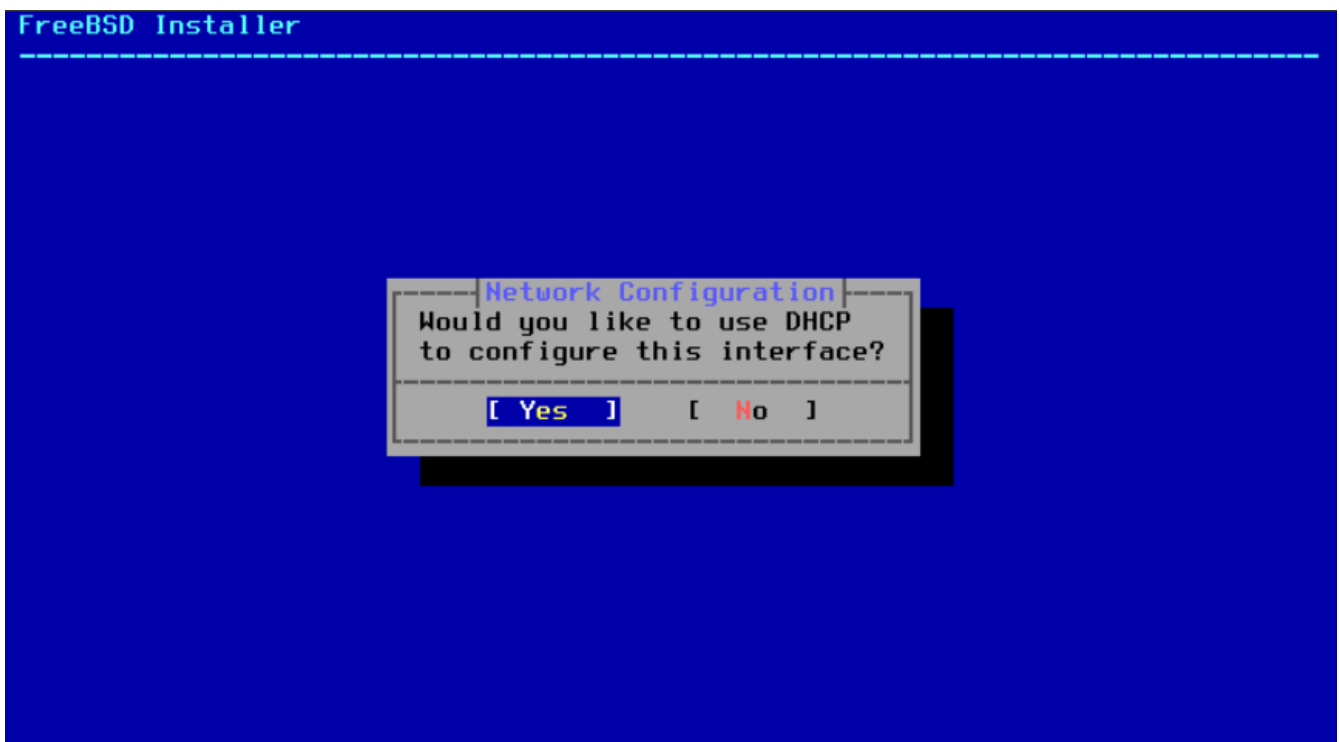 FreeBSD Installer
Network Configuration
Would you like to use DHCP
to configure this interface?
[ Yes ] [ No ]